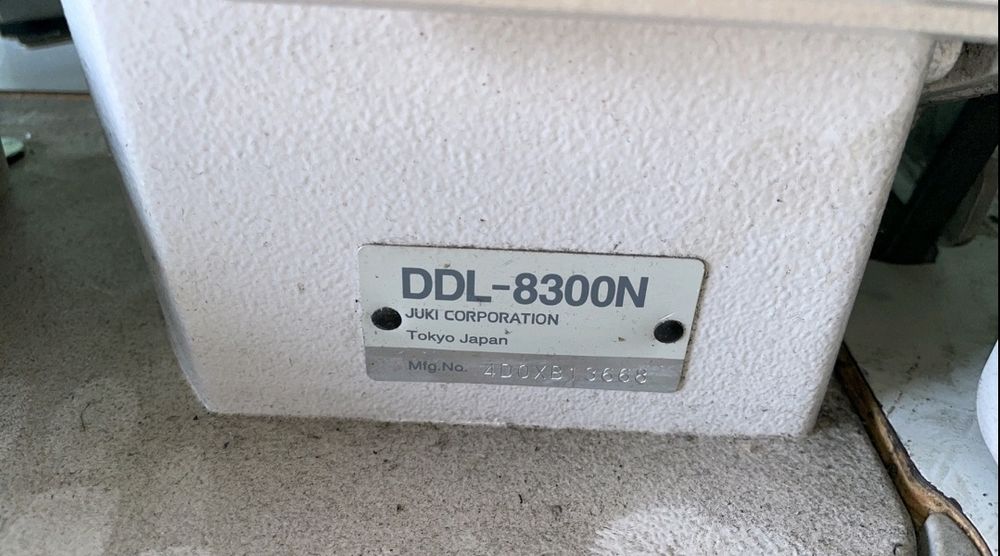 DDL-8300N
JUKI CORPORATION
Tokyo Japan
Mfg.No. 4D0XB13668